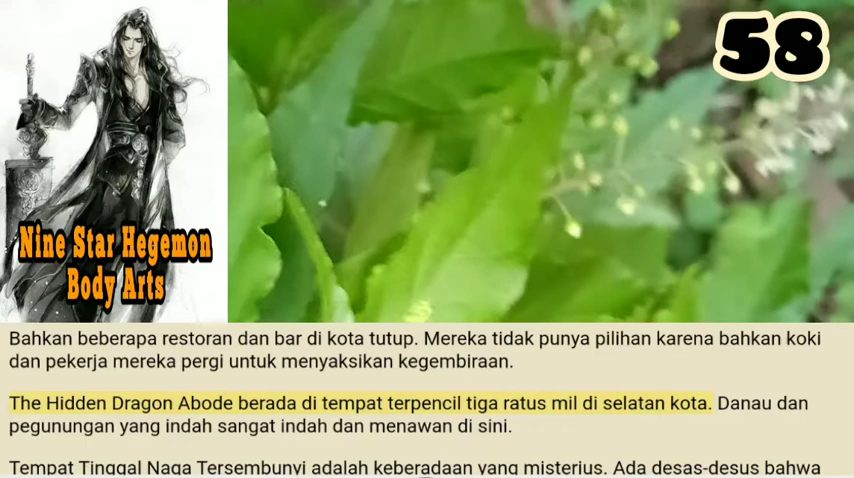 58
Nine Star Hegemon
Body Arts
Bahkan beberapa restoran dan bar di kota tutup. Mereka tidak punya pilihan karena bahkan koki
dan pekerja mereka pergi untuk menyaksikan kegembiraan.
The Hidden Dragon Abode berada di tempat terpencil tiga ratus mil di selatan kota. Danau dan
pegunungan yang indah sangat indah dan menawan di sini.
Tempat Tinggal Naga Tersembunyi adalah keberadaan yang misterius. Ada desas-desus bahwa